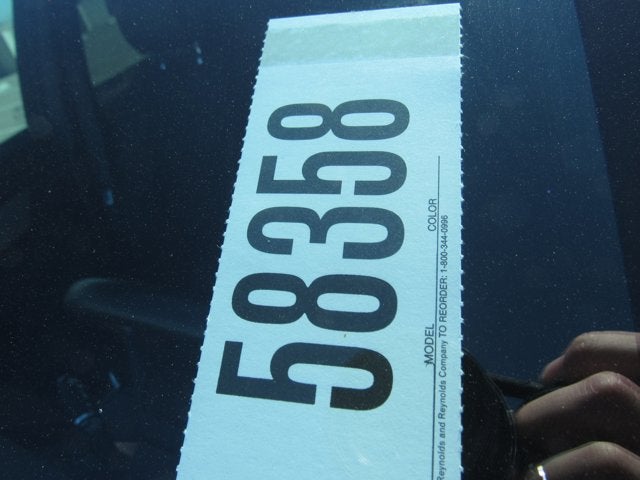 58358
MODEL COLOR
Reynolds and Reynolds Company TO REORDER: 1-800-344-0996